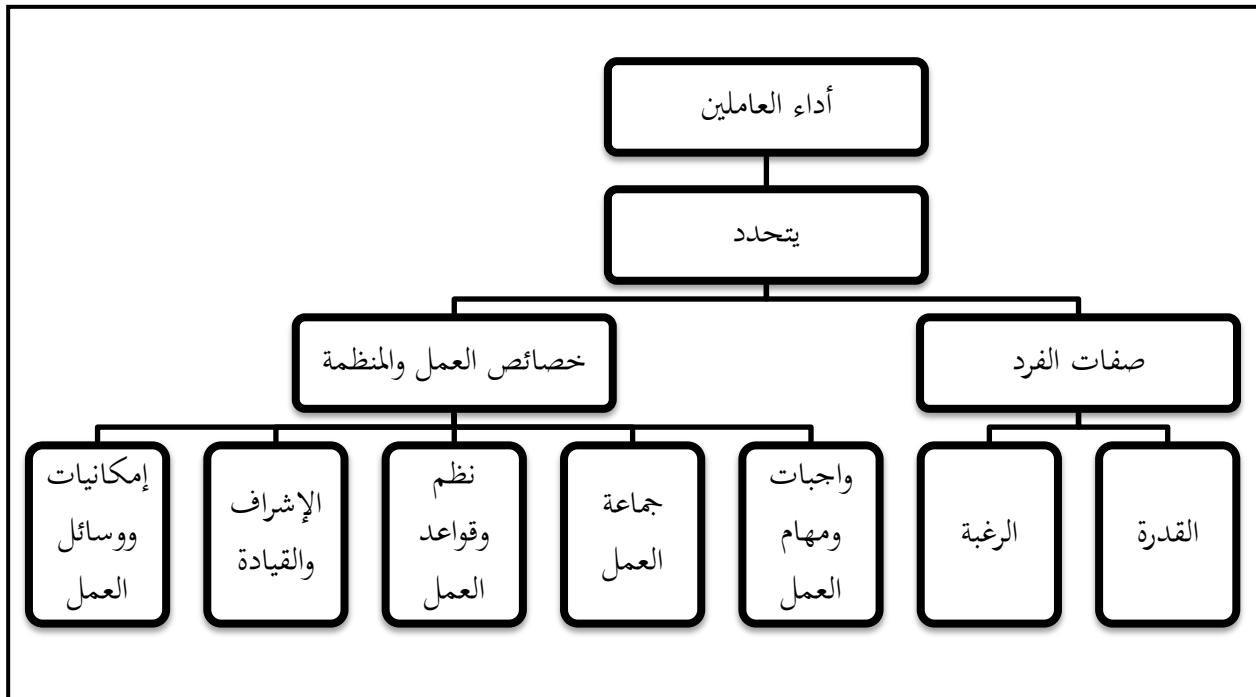 أداء العاملين
يتحدد
صفات الفرد
خصائص العمل والمنظمة
القدرة
الرغبة
واجبات
ومهام
العمل
جماعة
العمل
نظم
وقواعد
العمل
الإشراف
والقيادة
إمكانيات
ووسائل
العمل